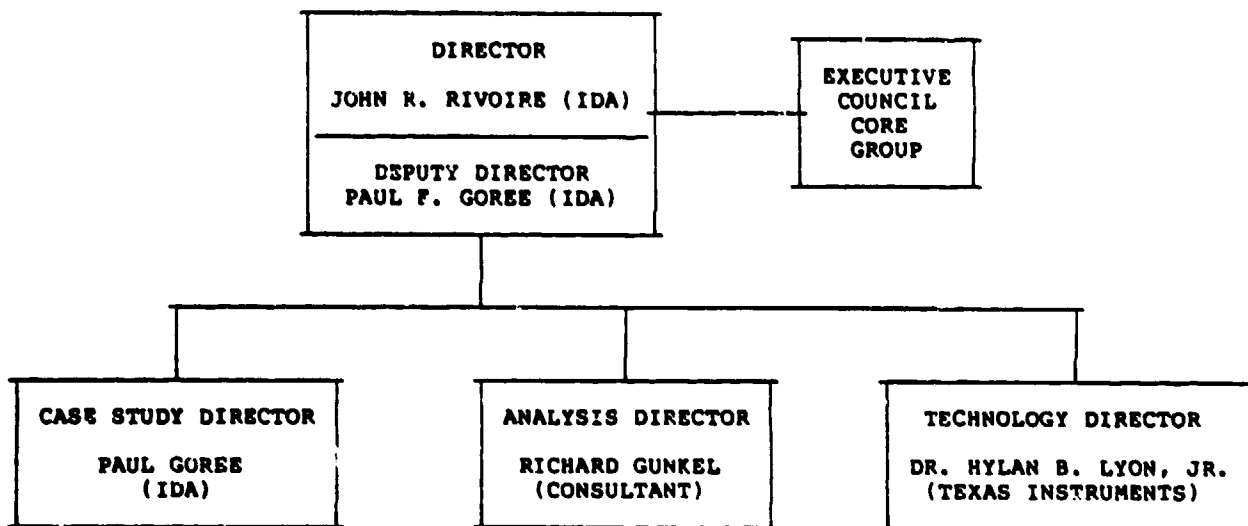 DIRECTOR
JOHN R. RIVOIRE (IDA)
DEPUTY DIRECTOR
PAUL F. GOREE (IDA)
EXECUTIVE
COUNCIL
CORE
GROUP
CASE STUDY DIRECTOR
PAUL GOREE
(IDA)
ANALYSIS DIRECTOR
RICHARD GUNKEL
(CONSULTANT)
TECHNOLOGY DIRECTOR
DR. HYLAN B. LYON, JR.
(TEXAS INSTRUMENTS)